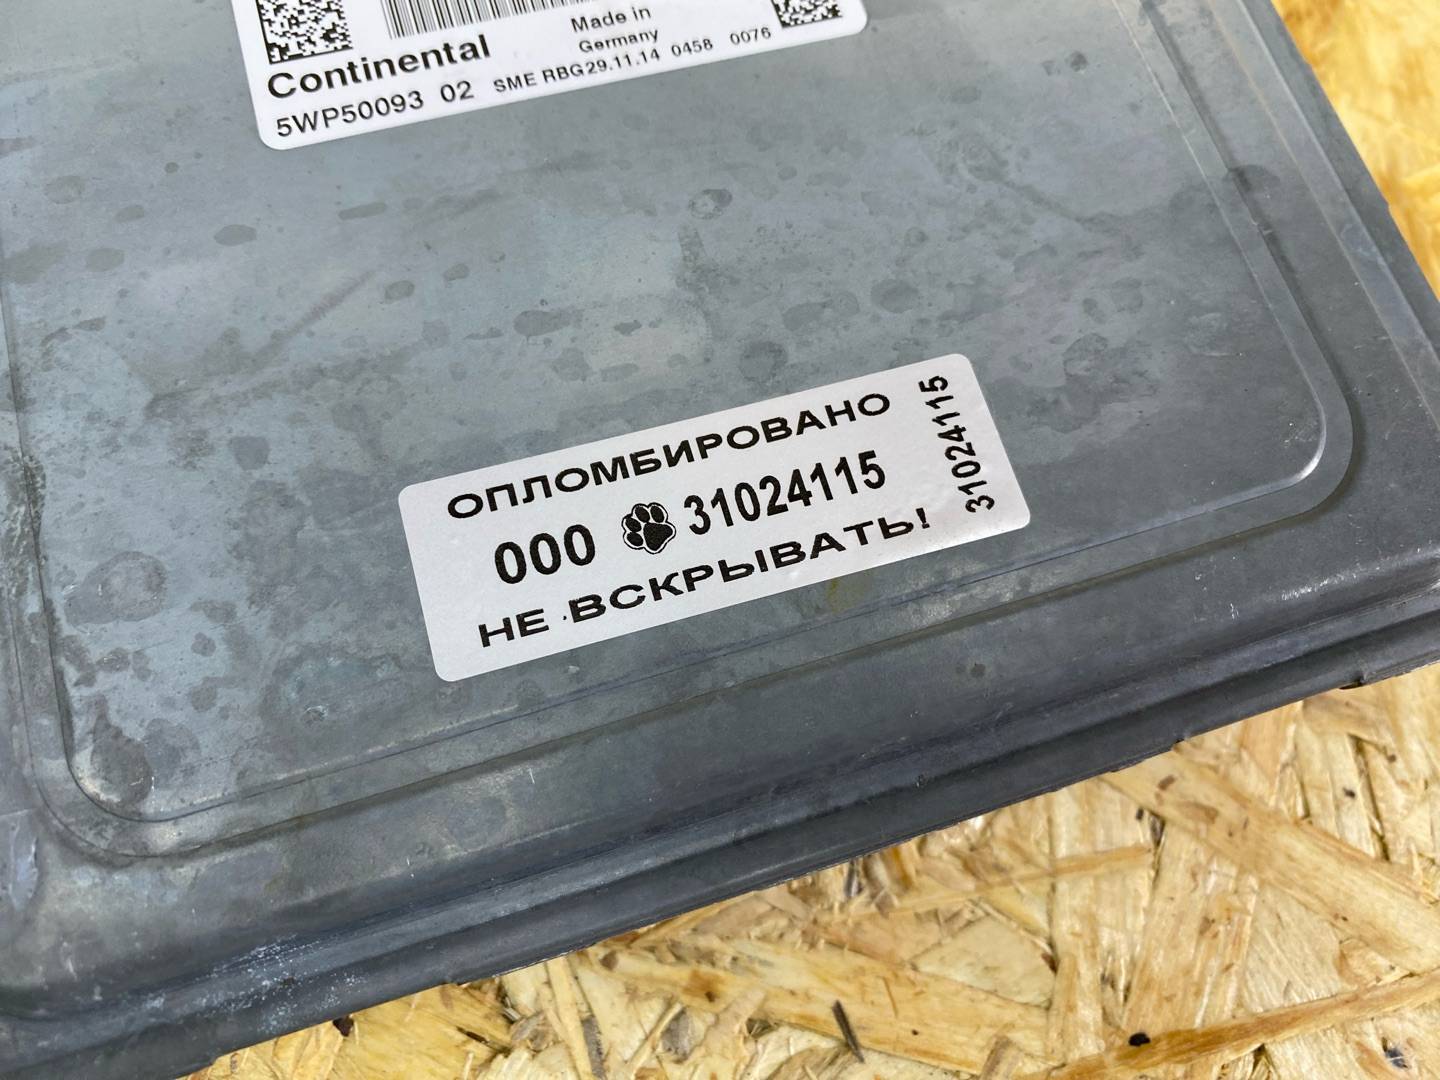 Made in
Germany
Continental
5WP50093 02 SME RBG29.11.14 0458 0076
ОПЛОМБИРОВАНО
000 31024115
НЕ ВСКРЫВАТЬ!
31024115